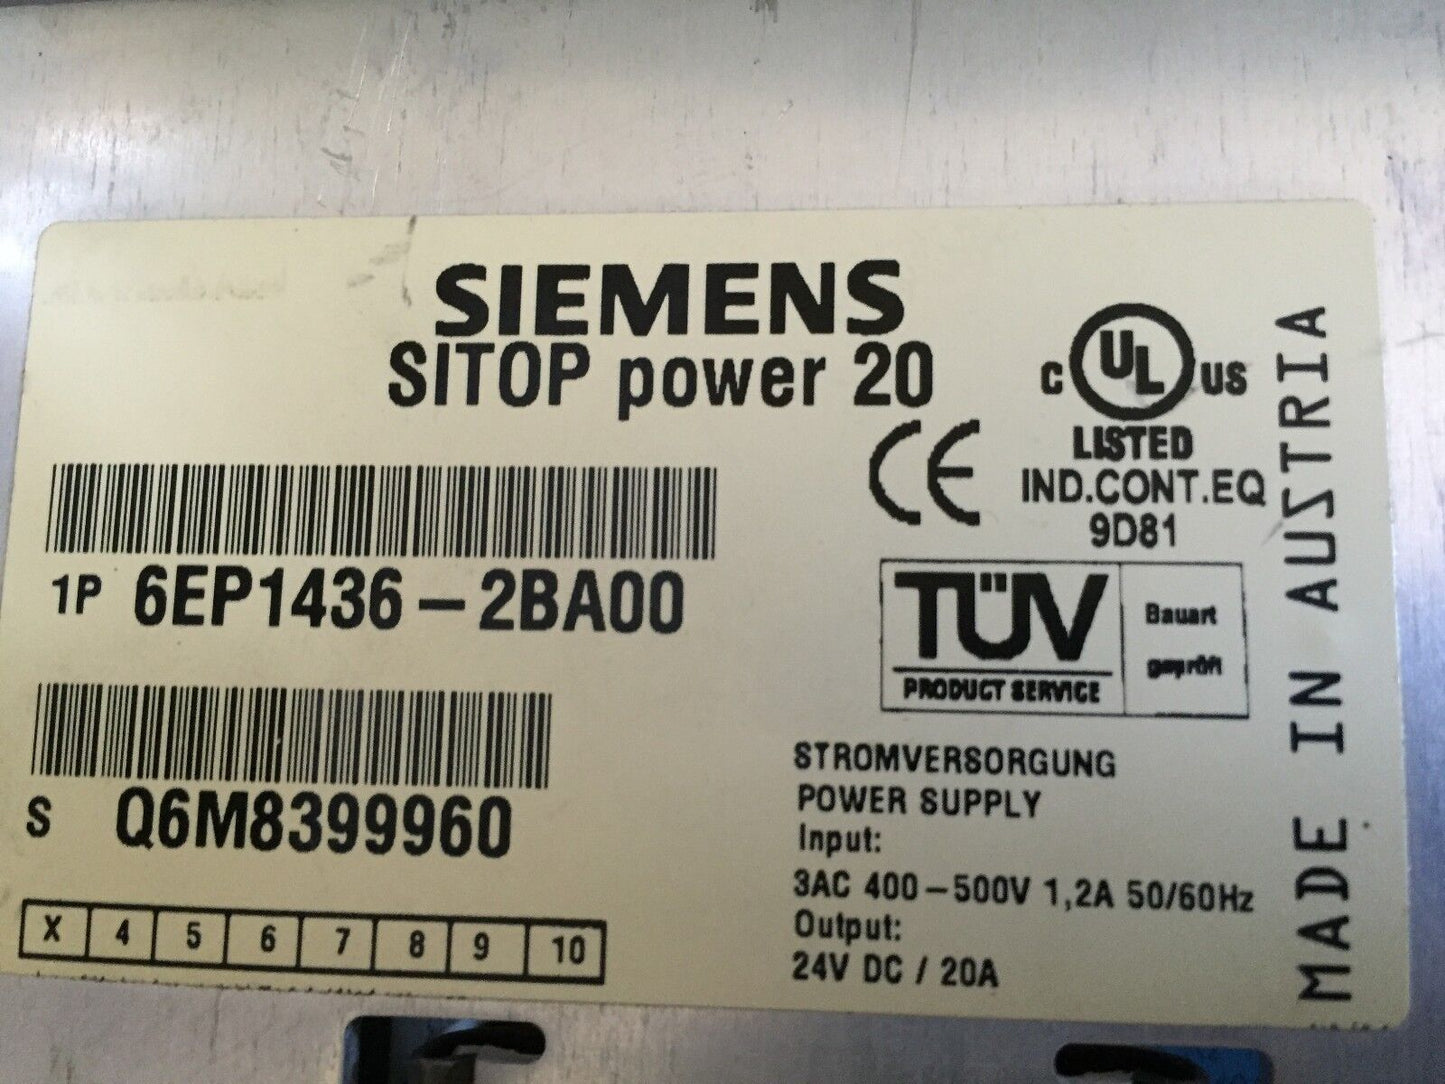 SIEMENS
SITOP power 20
1P 6EP1436-2BA00
S Q6M8399960
X 4 5 6 7 8 9 10
C UL US
LISTED
IND.CONT.EQ
9D81
CE
TÜV
PRODUCT SERVICE
Bauart
geprüft
STROMVERSORGUNG
POWER SUPPLY
Input:
3AC 400-500V 1,2A 50/60Hz
Output:
24V DC / 20A
MADE IN AUSTRIA